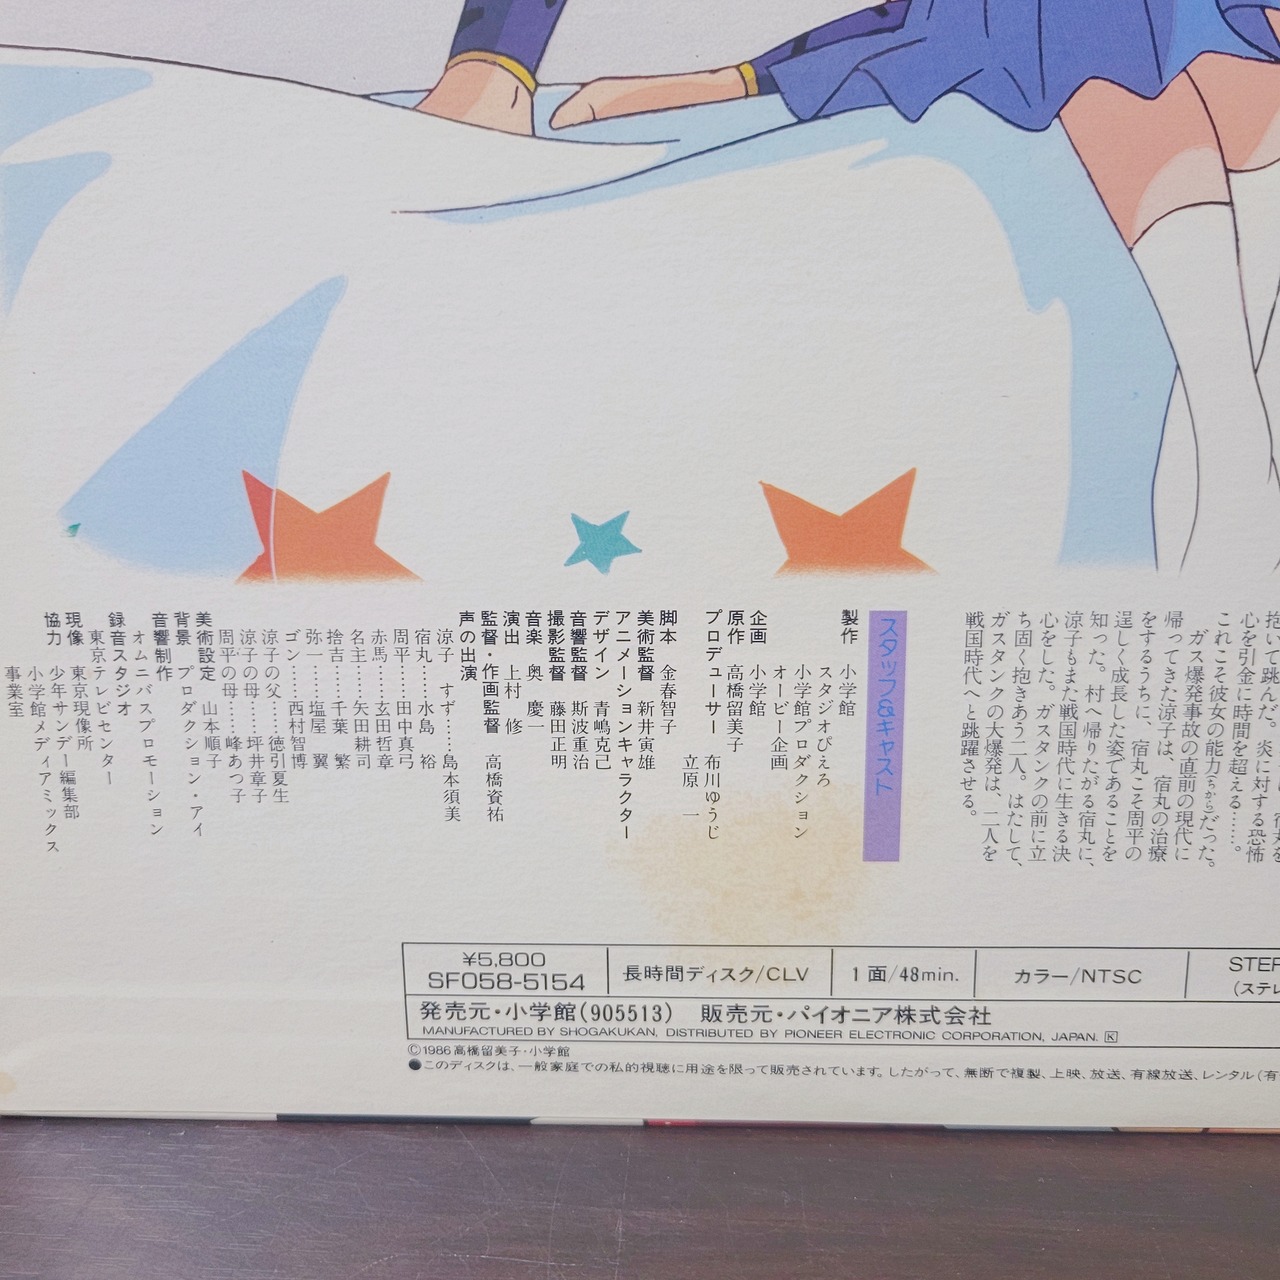 抱いて跳んだ。炎に対する恐怖
心を引金に時間を超える……。
これこそ彼女の能力(ちから)だった。
ガス爆発事故の直前の現代に
帰ってきた涼子は、宿丸の治療
をするうちに、宿丸こそ周平の
逞しく成長した姿であることを
知った。村へ帰りたがる宿丸に、
涼子もまた戦国時代に生きる決
心をした。ガスタンクの前に立
ち固く抱きあう二人。はたして、
ガスタンクの大爆発は、二人を
戦国時代へと跳躍させる。
スタッフ&キャスト
製作 小学館
スタジオぴえろ
小学館プロダクション
オービー企画
企画 小学館
原作 高橋留美子
プロデューサー 布川ゆうじ
立原 一
脚本 金春智子
美術監督 新井寅雄
アニメーションキャラクター
デザイン 青嶋克己
音響監督 斯波重治
撮影監督 藤田正明
音楽 奥 慶一
演出 上村 修
監督・作画監督 高橋資祐
声の出演
涼子 すず……島本須美
宿丸……水島 裕
周平……田中真弓
赤馬……玄田哲章
名主……矢田耕司
捨吉……千葉 繁
弥一……塩屋 翼
ゴン……西村智博
涼子の父……徳引夏生
涼子の母……坪井章子
周平の母……峰あつ子
美術設定 山本順子
背景 プロダクション・アイ
音響制作
オムニバスプロモーション
録音スタジオ
東京テレビセンター
現像 東京現像所
協力 少年サンデー編集部
小学館メディアミックス
事業室
¥5,800
SF058-5154
長時間ディスク/CLV
1面/48min.
カラー/NTSC
発売元・小学館(905513) 販売元・パイオニア株式会社
MANUFACTURED BY SHOGAKUKAN, DISTRIBUTED BY PIONEER ELECTRONIC CORPORATION, JAPAN. K
©1986高橋留美子・小学館
●このディスクは、一般家庭での私的視聴に用途を限って販売されています。したがって、無断で複製、上映、放送、有線放送、レンタル(有